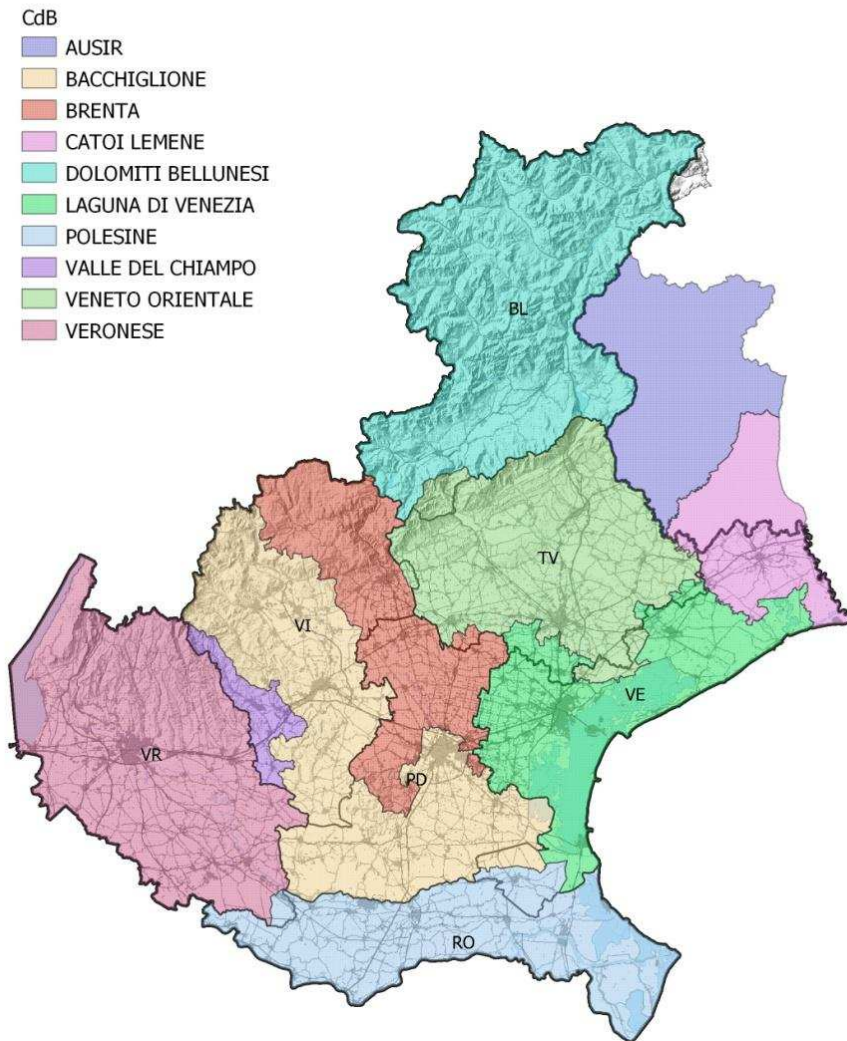 CdB
AUSIR
BACCHIGLIONE
BRENTA
CATOI LEMENE
DOLOMITI BELLUNESI
LAGUNA DI VENEZIA
POLESINE
VALLE DEL CHIAMPO
VENETO ORIENTALE
VERONESE
BL
TV
VI
VE
VR
PD
RO